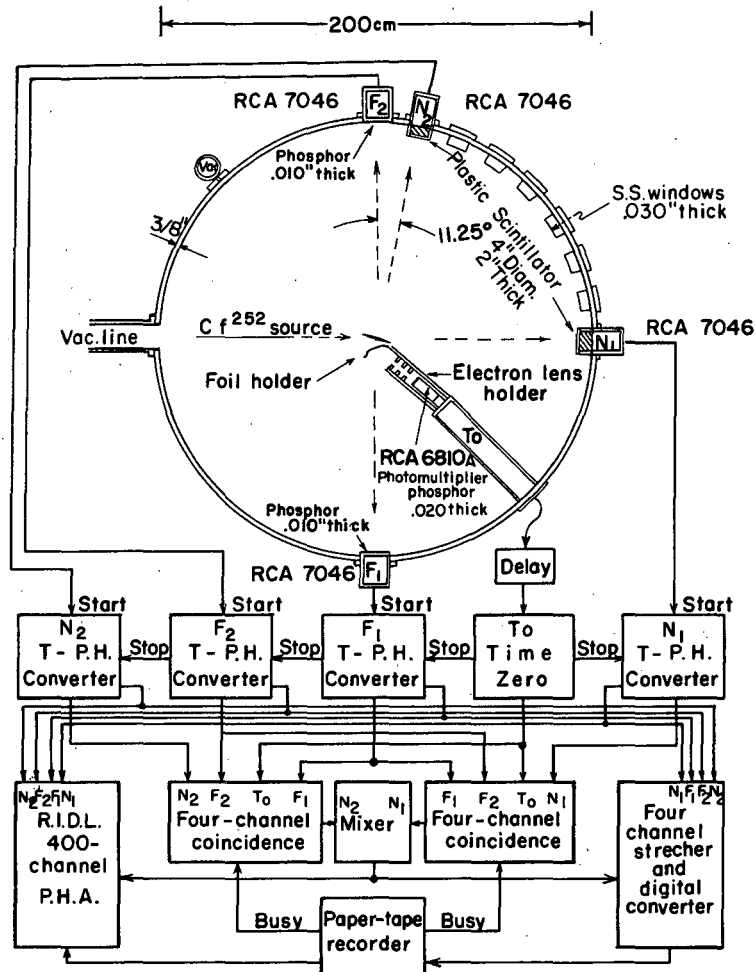 200cm
RCA 7046
F2
N2
RCA 7046
Phosphor
.010" thick
Vac
Plastic Scintillator
4" Diam.
2" Thick
S.S. windows
.030" thick
3/8"
11.25°
Cf252 source
Vac. line
RCA 7046
N1
Foil holder
Electron lens
holder
To
RCA 6810A
Photomultiplier
phosphor
.020 thick
Phosphor
.010" thick
RCA 7046
F1
Delay
Start
Start
Start
Start
N2
T - P.H.
Converter
Stop
F2
T - P.H.
Converter
Stop
F1
T - P.H.
Converter
Stop
To
Time
Zero
Stop
N1
T - P.H.
Converter
N2 F2 F1 N1
R.I.D.L.
400-
channel
P.H.A.
N2 F2 To F1
Four-channel
coincidence
N2 N1
Mixer
F1 F2 To N1
Four-channel
coincidence
N1 F1 F2 N2
Four
channel
strecher
and
digital
converter
Busy
Paper-tape
recorder
Busy